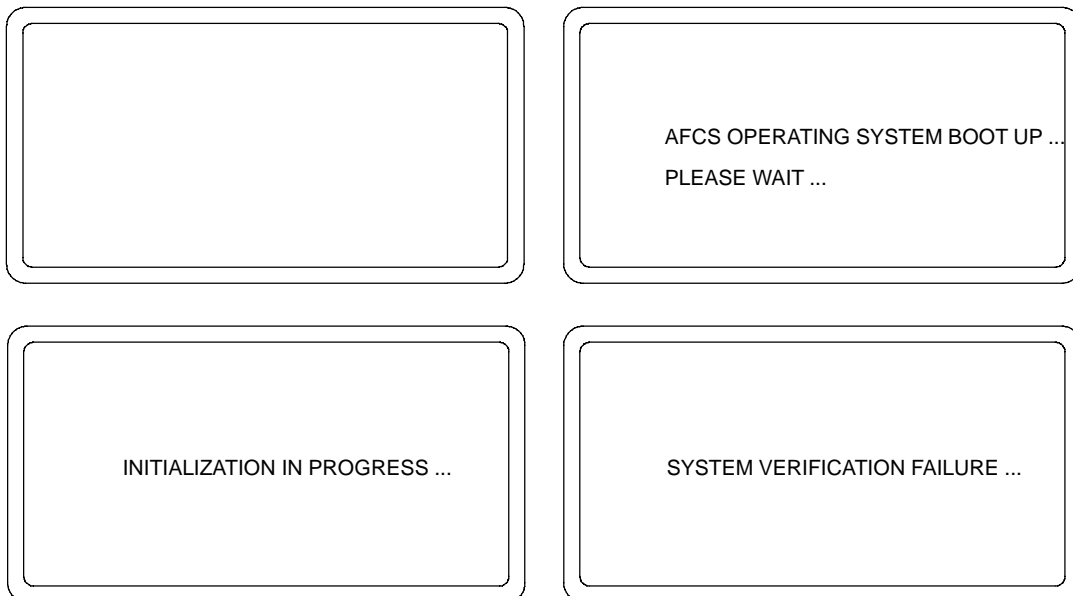 AFCS OPERATING SYSTEM BOOT UP ...
PLEASE WAIT ...
INITIALIZATION IN PROGRESS ...
SYSTEM VERIFICATION FAILURE ...